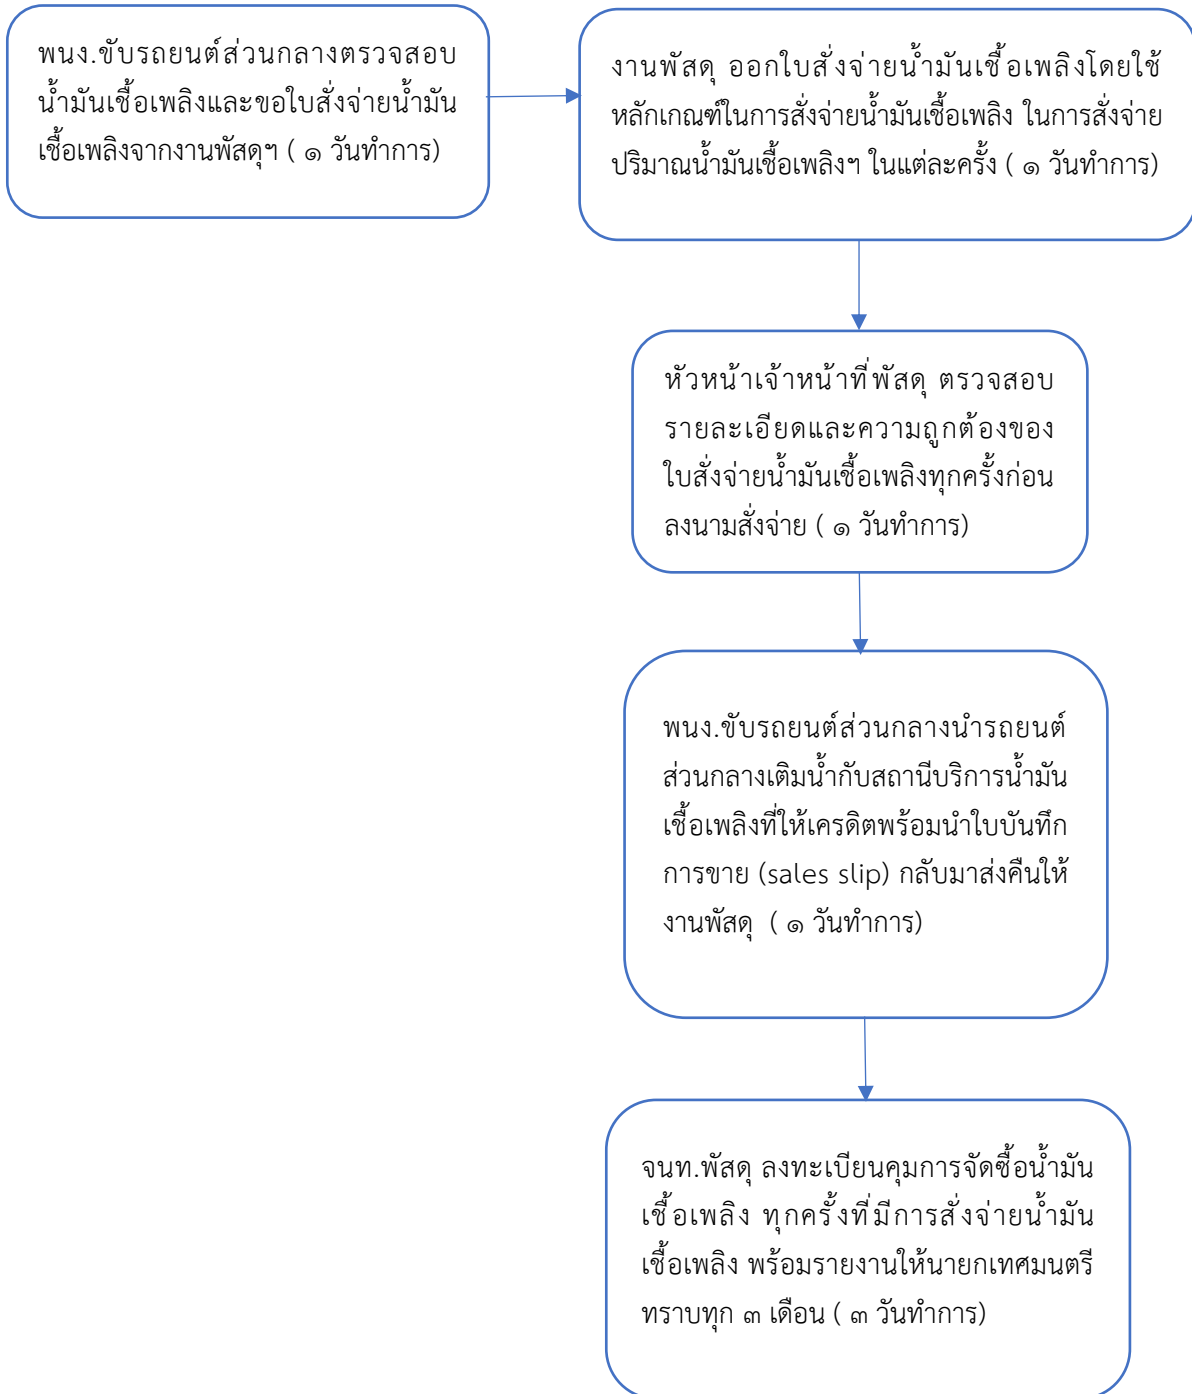 พนง.ขับรถยนต์ส่วนกลางตรวจสอบ
น้ำมันเชื้อเพลิงและขอใบสั่งจ่ายน้ำมัน
เชื้อเพลิงจากงานพัสดุฯ ( ๑ วันทำการ)
งานพัสดุ ออกใบสั่งจ่ายน้ำมันเชื้อเพลิงโดยใช้
หลักเกณฑ์ในการสั่งจ่ายน้ำมันเชื้อเพลิง ในการสั่งจ่าย
ปริมาณน้ำมันเชื้อเพลิงฯ ในแต่ละครั้ง ( ๑ วันทำการ)
หัวหน้าเจ้าหน้าที่พัสดุ ตรวจสอบ
รายละเอียดและความถูกต้องของ
ใบสั่งจ่ายน้ำมันเชื้อเพลิงทุกครั้งก่อน
ลงนามสั่งจ่าย ( ๑ วันทำการ)
พนง.ขับรถยนต์ส่วนกลางนำรถยนต์
ส่วนกลางเติมน้ำกับสถานีบริการน้ำมัน
เชื้อเพลิงที่ให้เครดิตพร้อมนำใบบันทึก
การขาย (sales slip) กลับมาส่งคืนให้
งานพัสดุ ( ๑ วันทำการ)
จนท.พัสดุ ลงทะเบียนคุมการจัดซื้อน้ำมัน
เชื้อเพลิง ทุกครั้งที่มีการสั่งจ่ายน้ำมัน
เชื้อเพลิง พร้อมรายงานให้นายกเทศมนตรี
ทราบทุก ๓ เดือน ( ๓ วันทำการ)